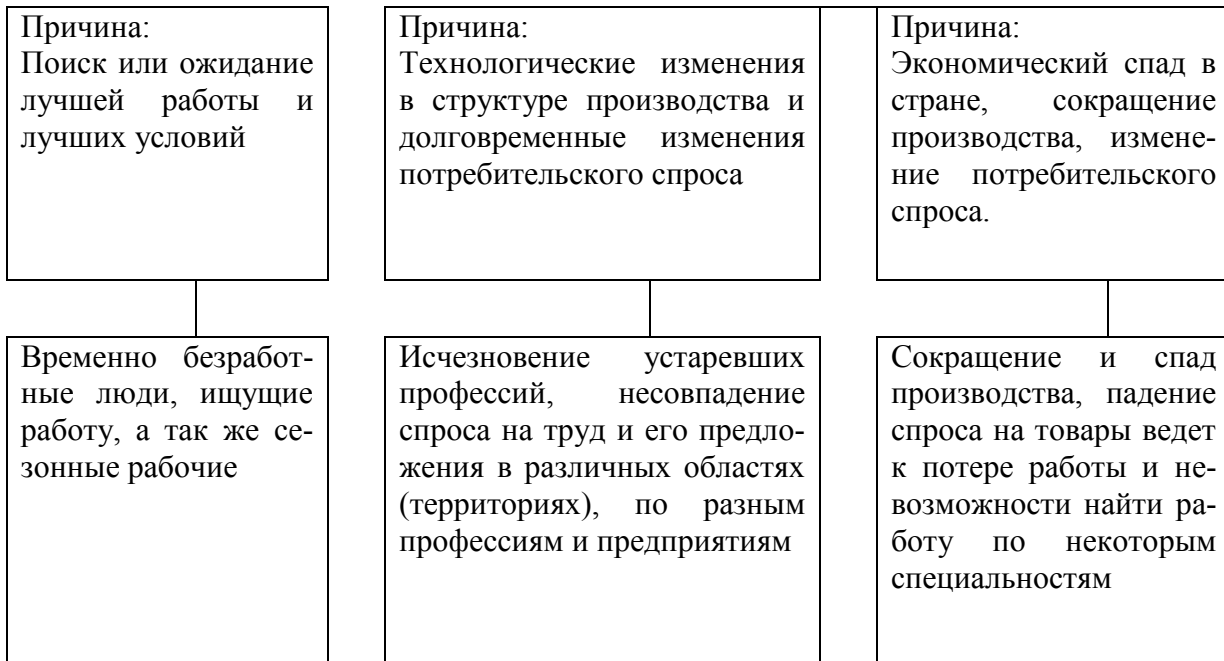 Причина:
Поиск или ожидание
лучшей работы и
лучших условий
Причина:
Технологические изменения
в структуре производства и
долговременные изменения
потребительского спроса
Причина:
Экономический спад в
стране, сокращение
производства, измене-
ние потребительского
спроса.
Временно безработ-
ные люди, ищущие
работу, а так же се-
зонные рабочие
Исчезновение устаревших
профессий, несовпадение
спроса на труд и его предло-
жения в различных областях
(территориях), по разным
профессиям и предприятиям
Сокращение и спад
производства, падение
спроса на товары ведет
к потере работы и не-
возможности найти ра-
боту по некоторым
специальностям